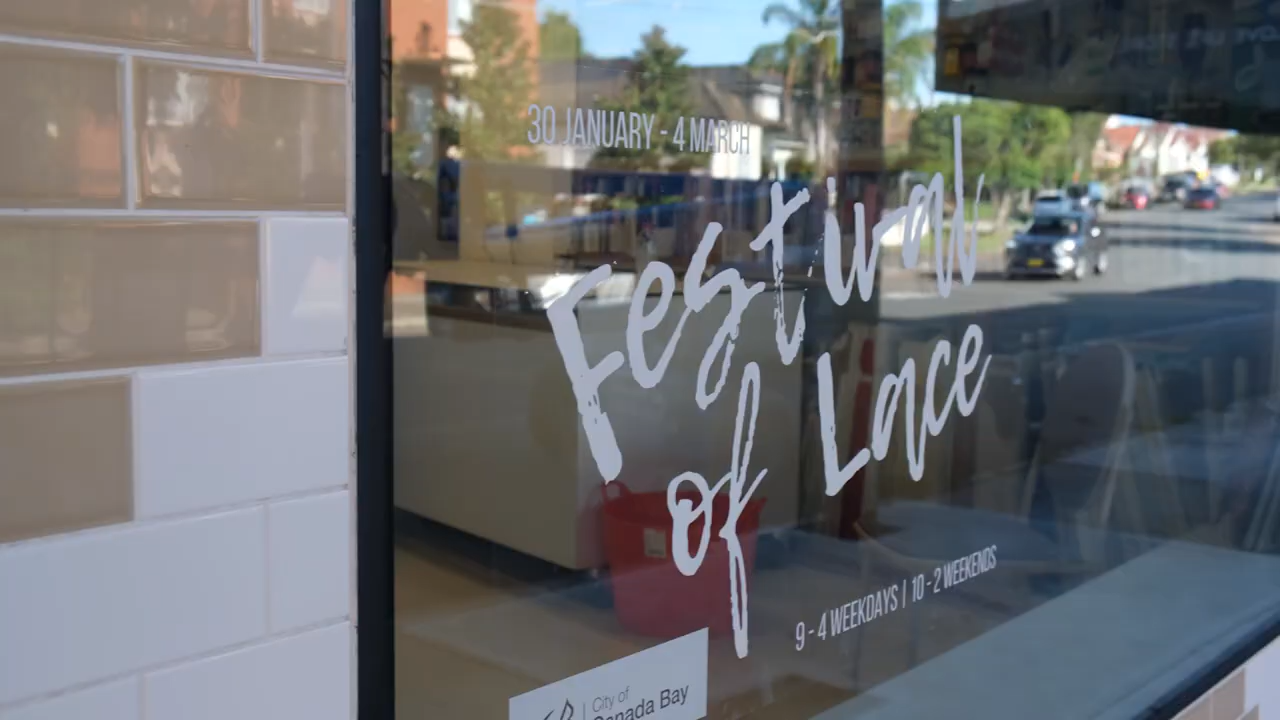 30 JANUARY - 4 MARCH
Festival
of Lace
9 - 4 WEEKDAYS | 10 - 2 WEEKENDS
City of
Canada Bay